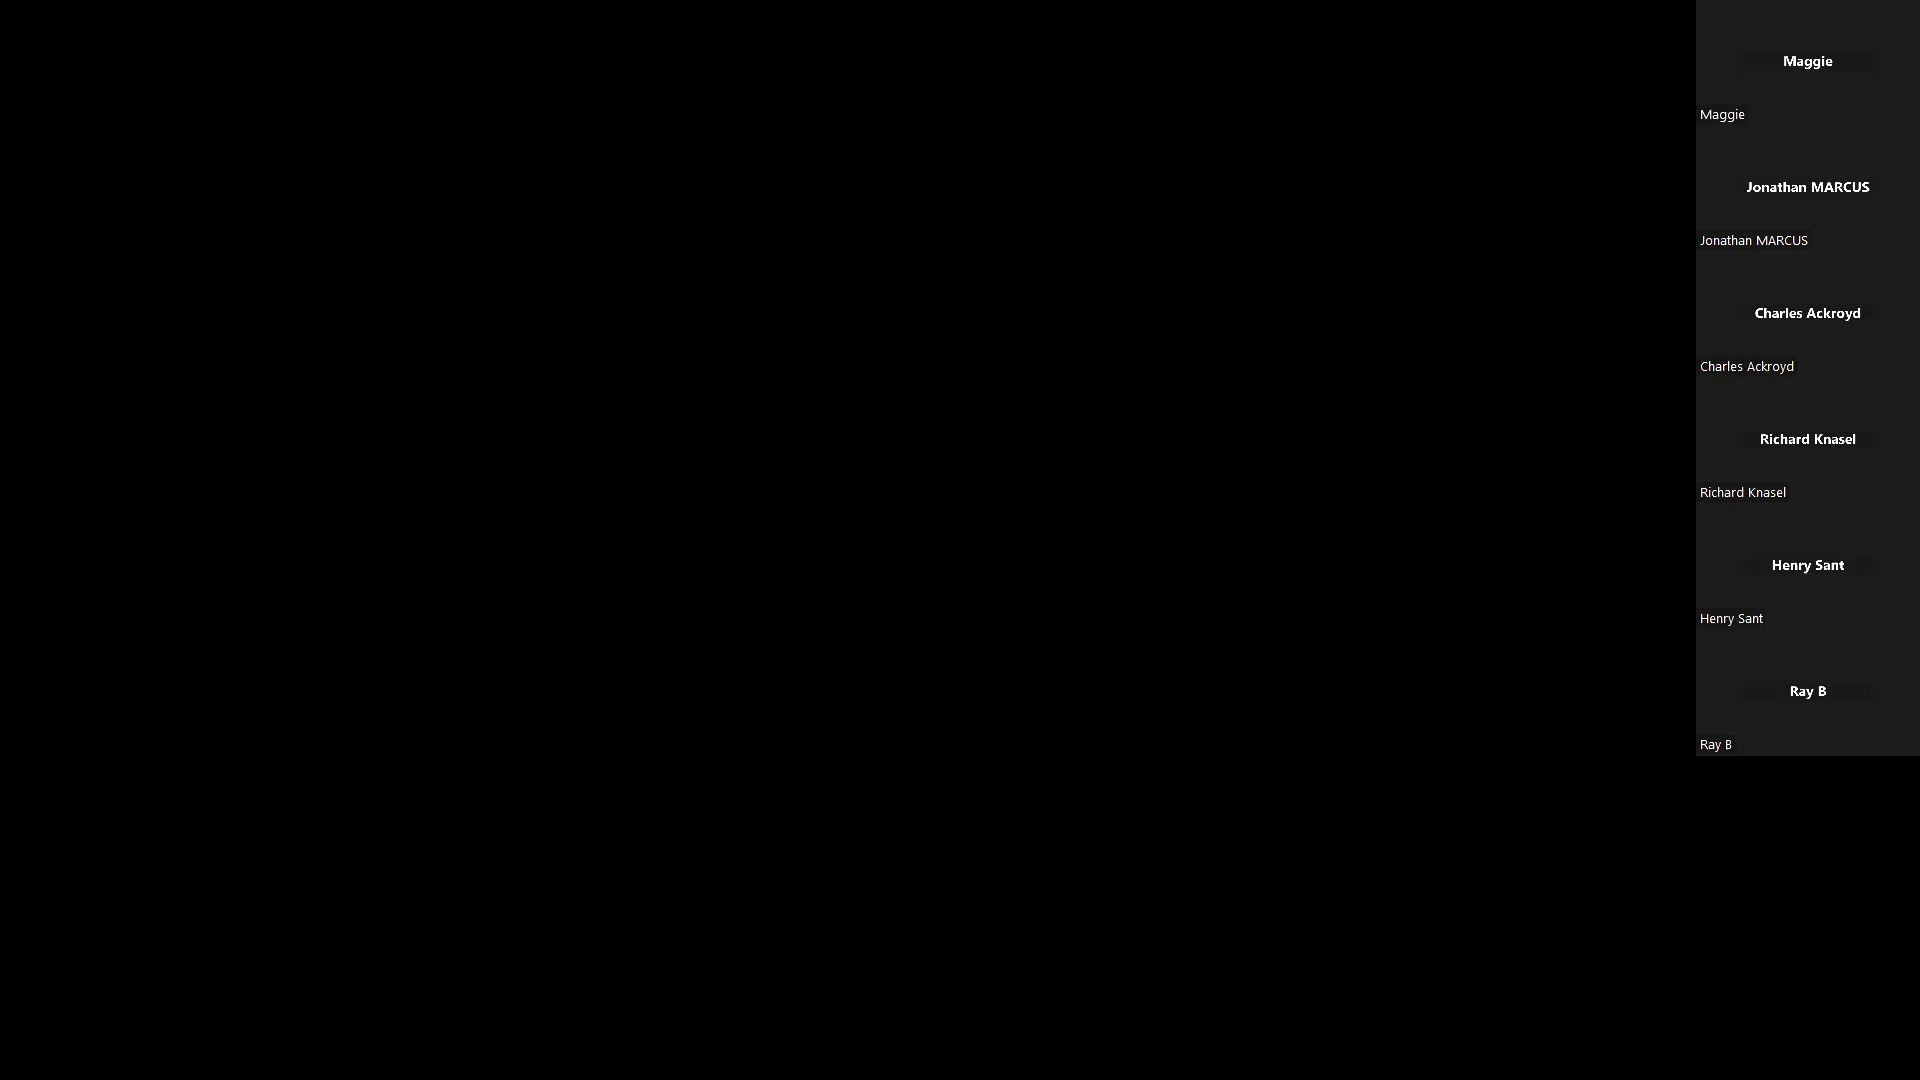 Maggie
Maggie
Jonathan MARCUS
Jonathan MARCUS
Charles Ackroyd
Charles Ackroyd
Richard Knasel
Richard Knasel
Henry Sant
Henry Sant
Ray B
Ray B